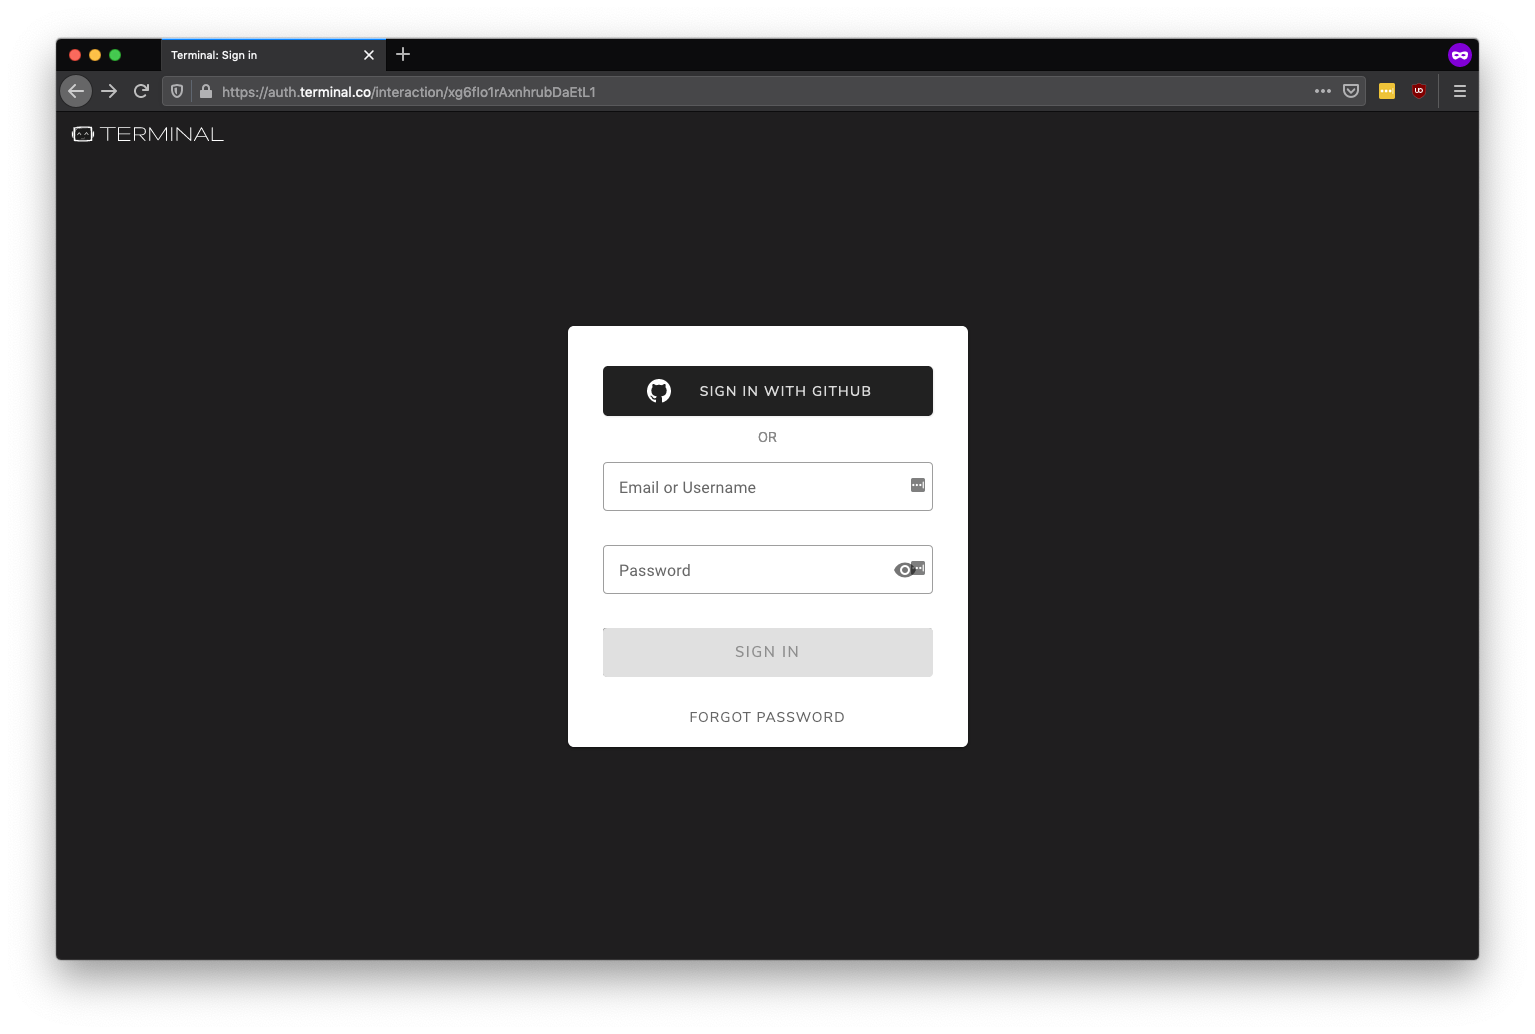 Terminal: Sign in
https://auth.terminal.co/interaction/xg6flo1rAxnhrubDaEtL1
TERMINAL
SIGN IN WITH GITHUB
OR
Email or Username
Password
SIGN IN
FORGOT PASSWORD